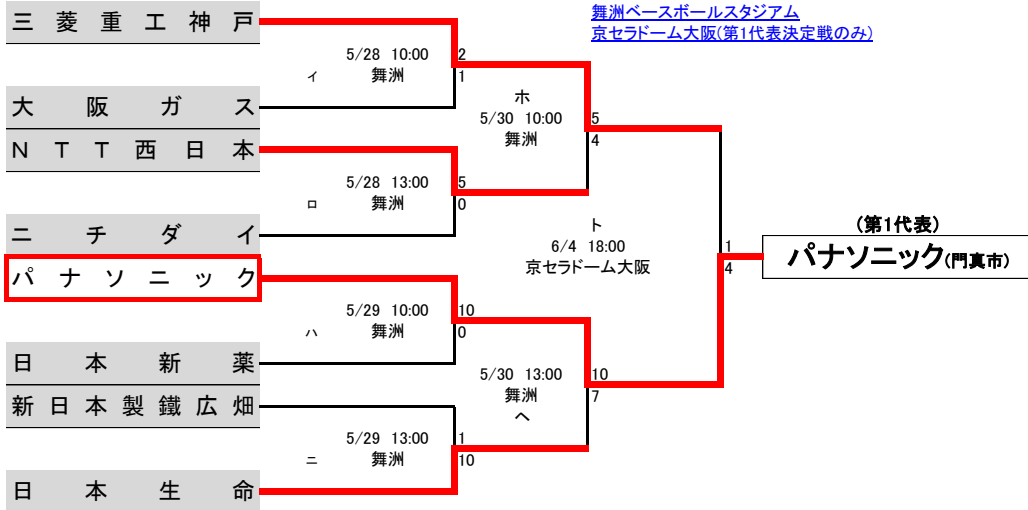 舞洲ベースボールスタジアム
京セラドーム大阪(第1代表決定戦のみ)
三菱重工神戸
5/28 10:00
イ 舞洲
2
1
大阪ガス
ホ
5/30 10:00
舞洲
5
4
NTT西日本
5/28 13:00
ロ 舞洲
5
0
ニチダイ
ト
6/4 18:00
京セラドーム大阪
1
4
(第1代表)
パナソニック(門真市)
パナソニック
5/29 10:00
ハ 舞洲
10
0
日本新薬
5/30 13:00
舞洲
ヘ
10
7
新日本製鐵広畑
5/29 13:00
ニ 舞洲
1
10
日本生命